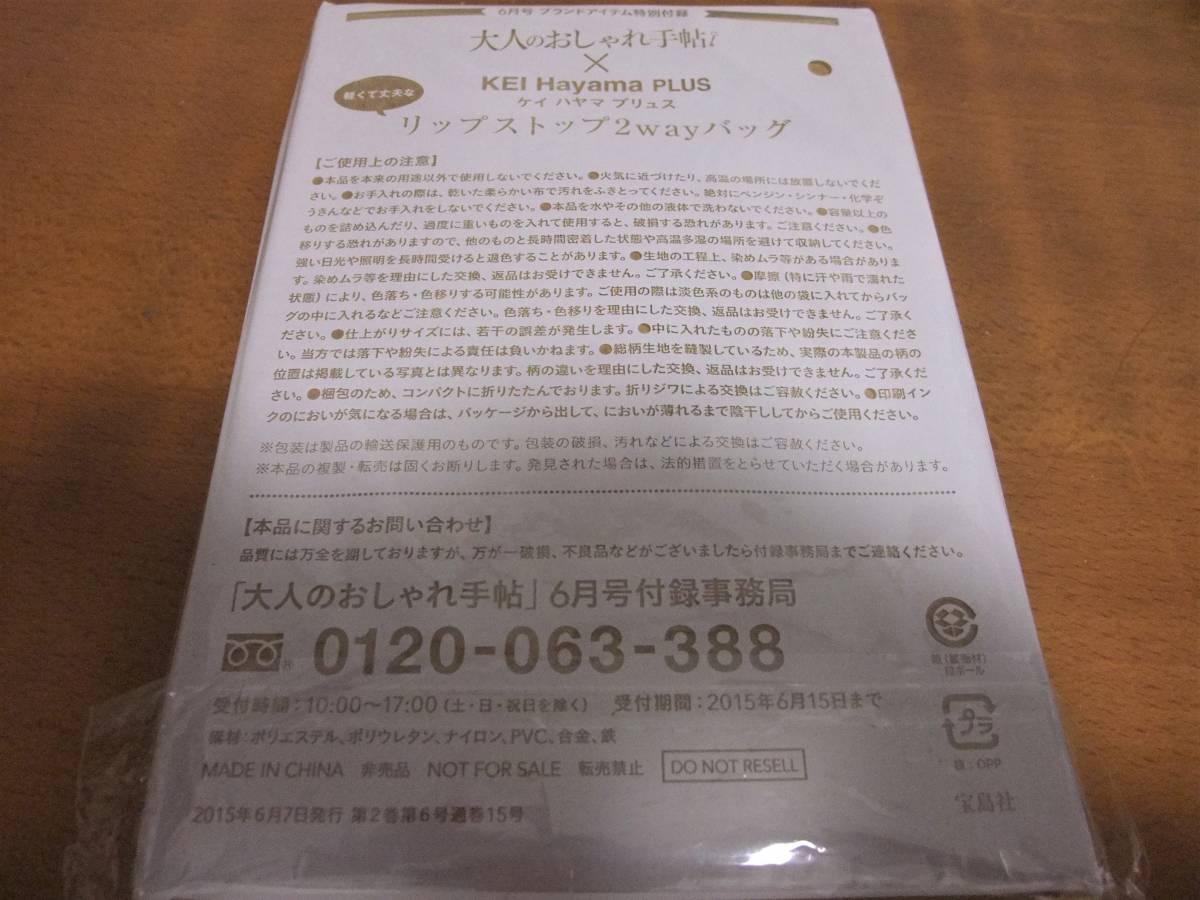 6月号 ブランドアイテム特別付録
大人のおしゃれ手帖
×
KEI Hayama PLUS
ケイ ハヤマ プリュス
軽くて丈夫な
リップストップ2wayバッグ
【ご使用上の注意】
●本品を本来の用途以外で使用しないでください。●火気に近づけたり、高温の場所には放置しないでくだ
さい。●お手入れの際は、乾いた柔らかい布で汚れをふきとってください。絶対にベンジン・シンナー・化学ぞ
うきんなどでお手入れをしないでください。●本品を水やその他の液体で洗わないでください。●容量以上の
ものを詰め込んだり、過度に重いものを入れて使用すると、破損する恐れがあります。ご注意ください。●色
移りする恐れがありますので、他のものと長時間密着した状態や高温多湿の場所を避けて収納してください。
強い日光や照明を長時間受けると退色することがあります。●生地の工程上、染めムラ等がある場合がありま
す。染めムラ等を理由にした交換、返品はお受けできません。ご了承ください。●摩擦（特に汗や雨で濡れた
状態）により、色落ち・色移りする可能性があります。ご使用の際は淡色系のものは他の袋に入れてからバッ
グの中に入れるなどご注意ください。色落ち・色移りを理由にした交換、返品はお受けできません。ご了承く
ださい。●仕上がりサイズには、若干の誤差が発生します。●中に入れたものの落下や紛失にご注意くださ
い。当方では落下や紛失による責任は負いかねます。●総柄生地を縫製しているため、実際の本製品の柄の
位置は掲載している写真とは異なります。柄の違いを理由にした交換、返品はお受けできません。ご了承くだ
さい。●梱包のため、コンパクトに折りたたんでおります。折りジワによる交換はご容赦ください。●印刷イン
クのにおいが気になる場合は、パッケージから出して、においが薄れるまで陰干ししてからご使用ください。
※包装は製品の輸送保護用のものです。包装の破損、汚れなどによる交換はご容赦ください。
※本品の複製・転売は固くお断りします。発見された場合は、法的措置をとらせていただく場合があります。
【本品に関するお問い合わせ】
品質には万全を期しておりますが、万が一破損、不良品などがございましたら付録事務局までご連絡ください。
「大人のおしゃれ手帖」6月号付録事務局
0120-063-388
受付時間：10:00～17:00（土・日・祝日を除く） 受付期間：2015年6月15日まで
素材：ポリエステル、ポリウレタン、ナイロン、PVC、合金、鉄
MADE IN CHINA 非売品 NOT FOR SALE 転売禁止 DO NOT RESELL
2015年6月7日発行 第2巻第6号通巻15号
箱（緩衝材）
段ボール
プラ
袋：OPP
宝島社